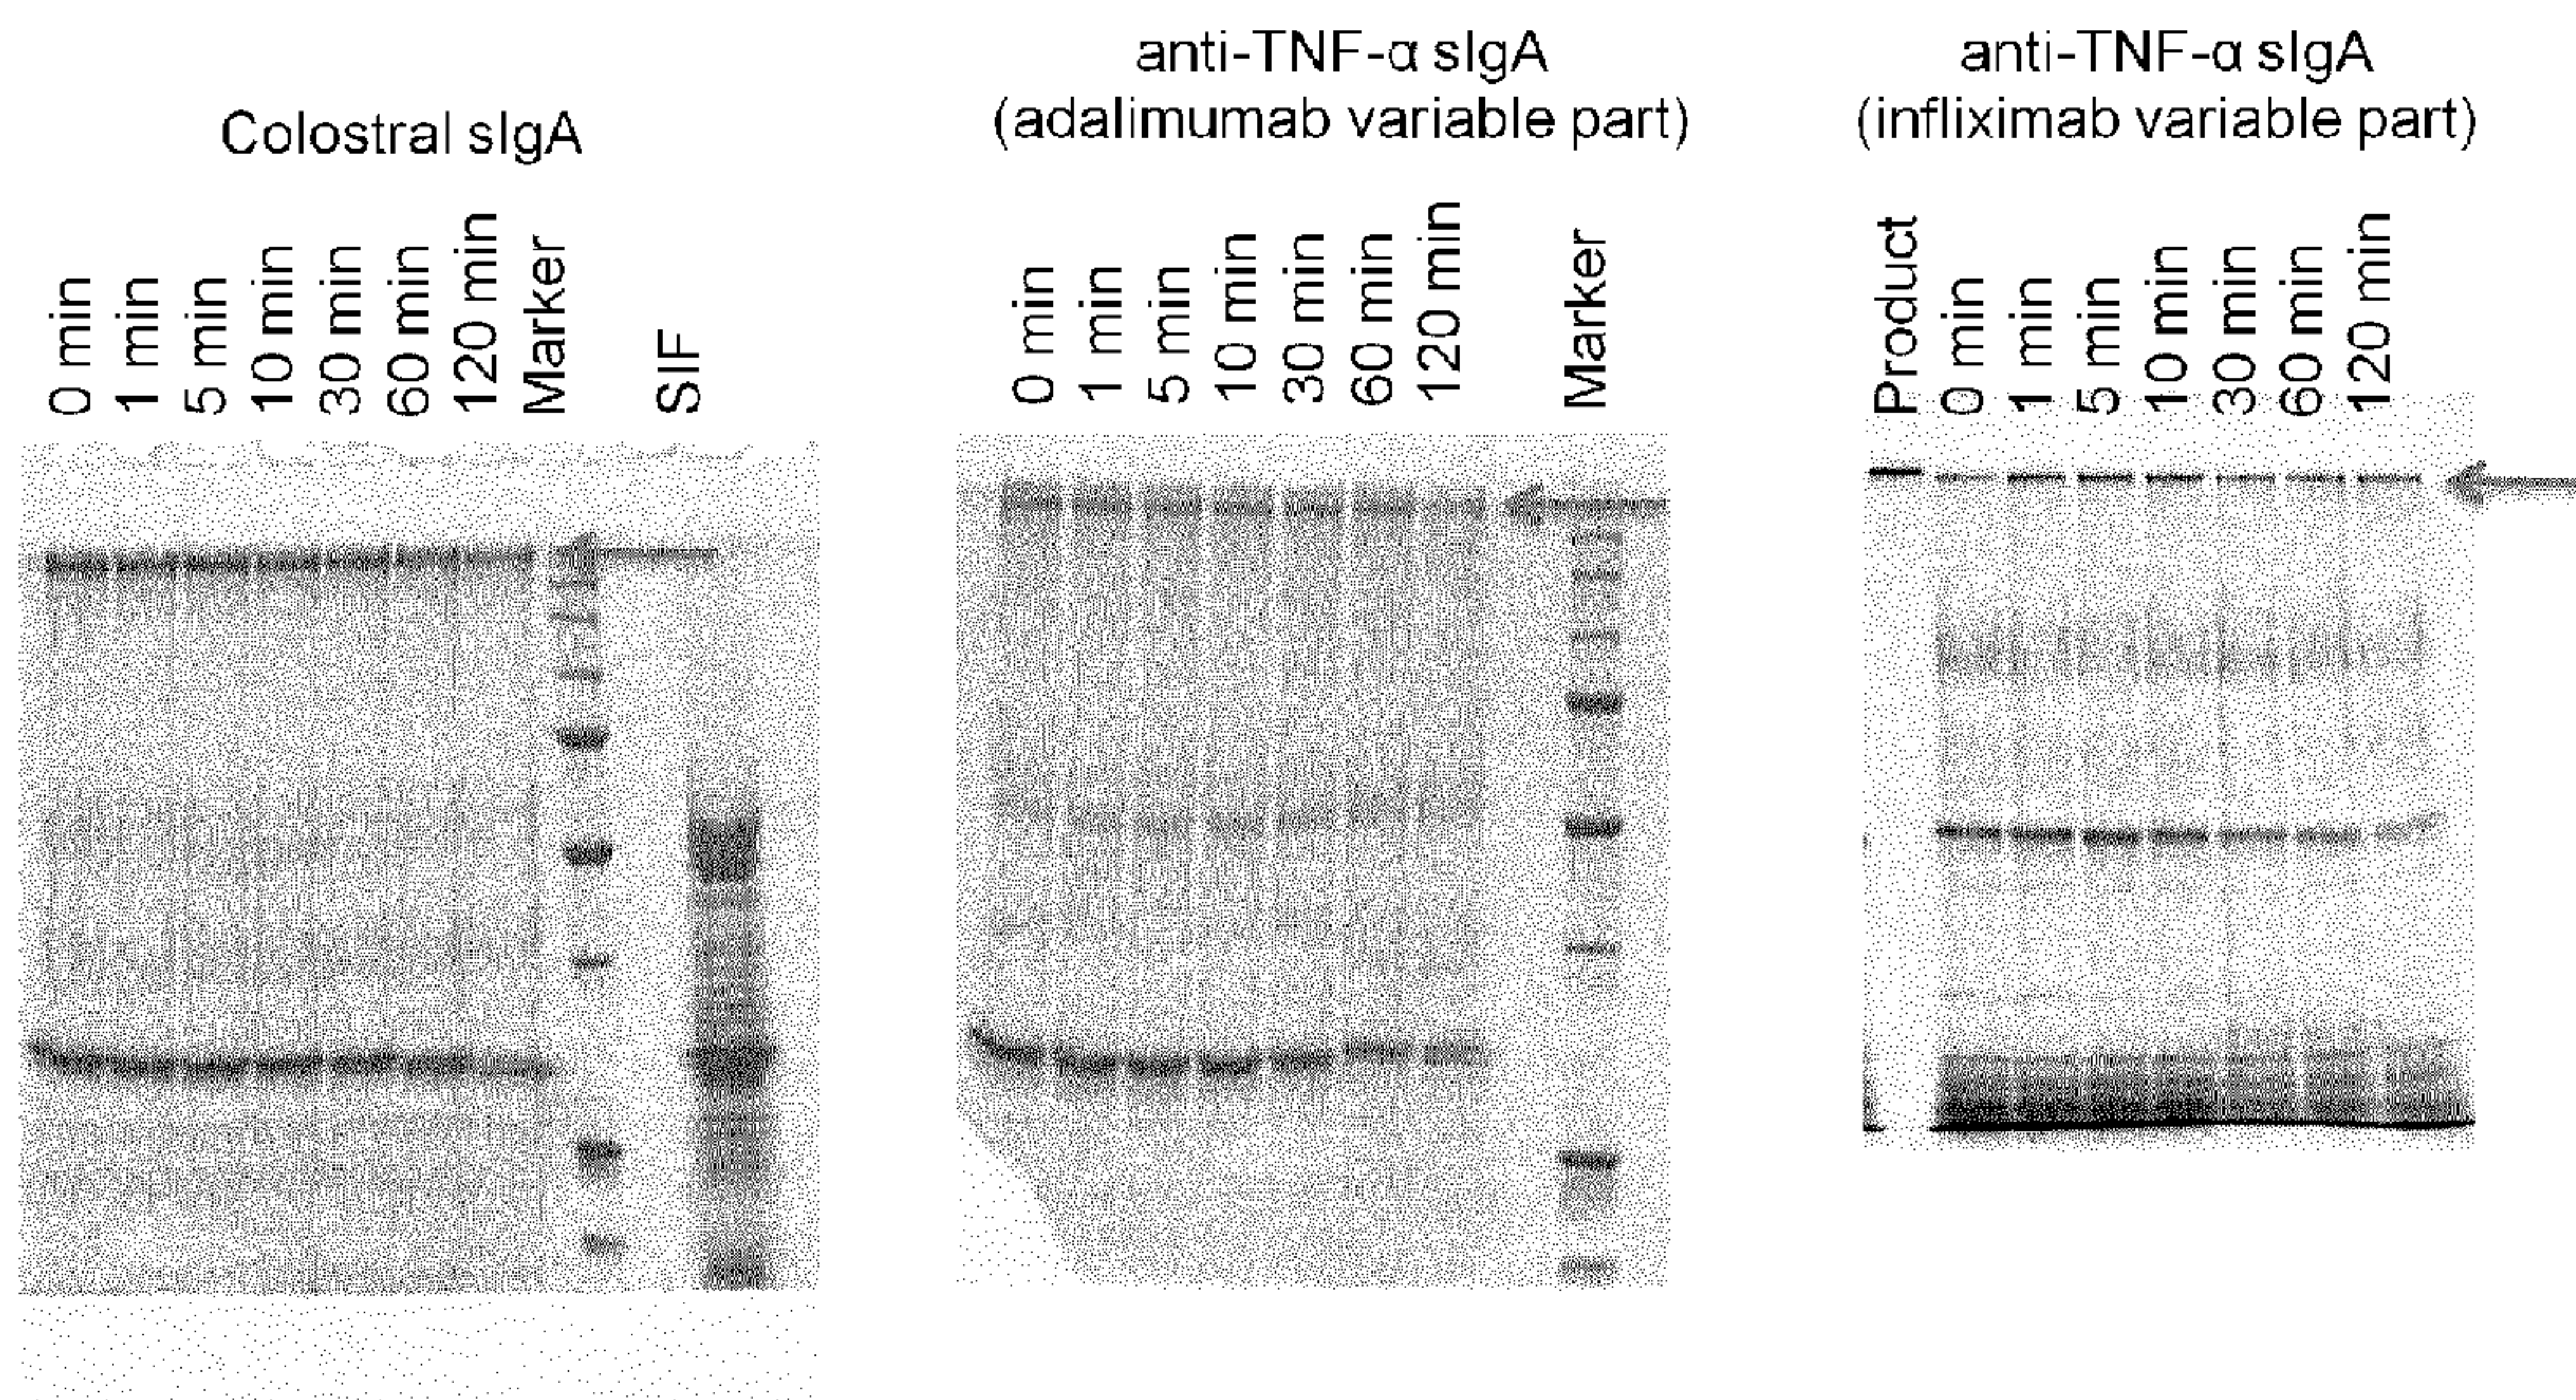 Colostral sIgA
0 min
1 min
5 min
10 min
30 min
60 min
120 min
Marker
SIF
anti-TNF-α sIgA
(adalimumab variable part)
0 min
1 min
5 min
10 min
30 min
60 min
120 min
Marker
anti-TNF-α sIgA
(infliximab variable part)
Product
0 min
1 min
5 min
10 min
30 min
60 min
120 min